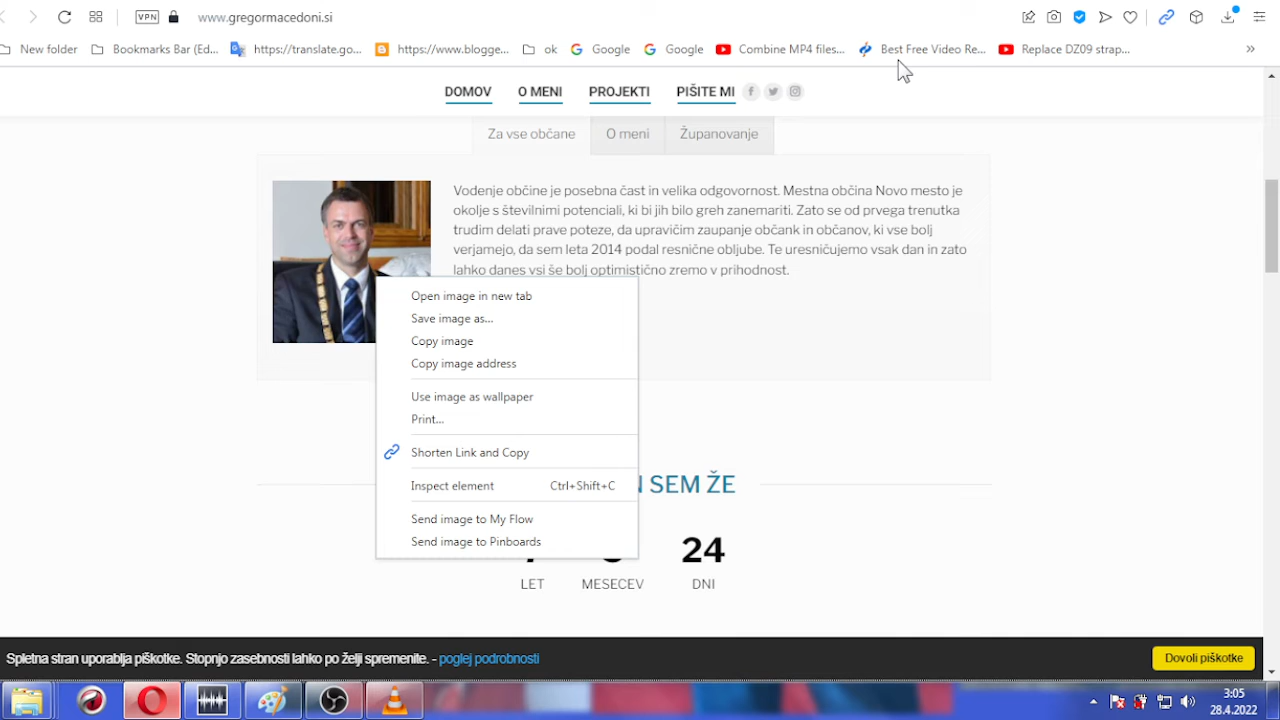 VPN www.gregormacedoni.si
New folder Bookmarks Bar (Ed... https://translate.go... https://www.blogge... ok Google Google Combine MP4 files... Best Free Video Re... Replace DZ09 strap... »
DOMOV O MENI PROJEKTI PIŠITE MI
Za vse občane O meni Županovanje
Vodenje občine je posebna čast in velika odgovornost. Mestna občina Novo mesto je
okolje s številnimi potenciali, ki bi jih bilo greh zanemariti. Zato se od prvega trenutka
trudim delati prave poteze, da upravičim zaupanje občank in občanov, ki vse bolj
verjamejo, da sem leta 2014 podal resnične obljube. Te uresničujemo vsak dan in zato
lahko danes vsi še bolj optimistično zremo v prihodnost.
Open image in new tab
Save image as...
Copy image
Copy image address
Use image as wallpaper
Print...
Shorten Link and Copy
Inspect element Ctrl+Shift+C
Send image to My Flow
Send image to Pinboards
SEM ŽE
24
LET MESECEV DNI
Spletna stran uporablja piškotke. Stopnjo zasebnosti lahko po želji spremenite. - poglej podrobnosti
Dovoli piškotke
3:05
28.4.2022